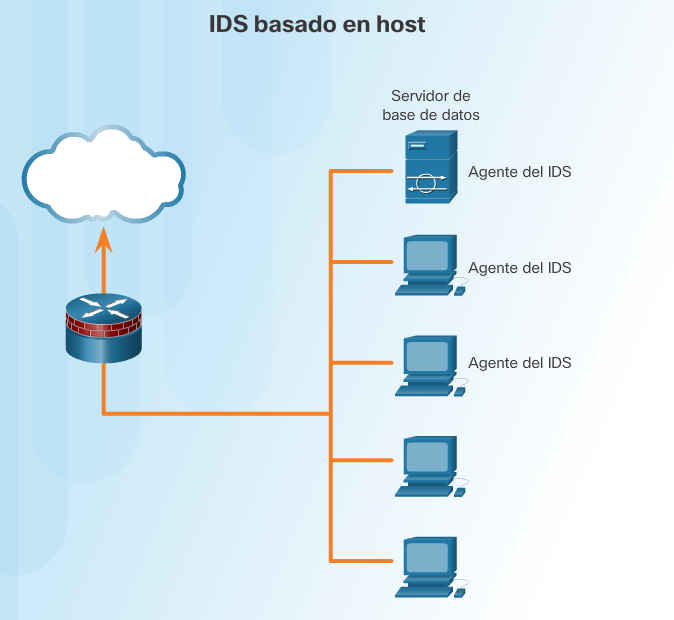 IDS basado en host
Servidor de
base de datos
Agente del IDS
Agente del IDS
Agente del IDS